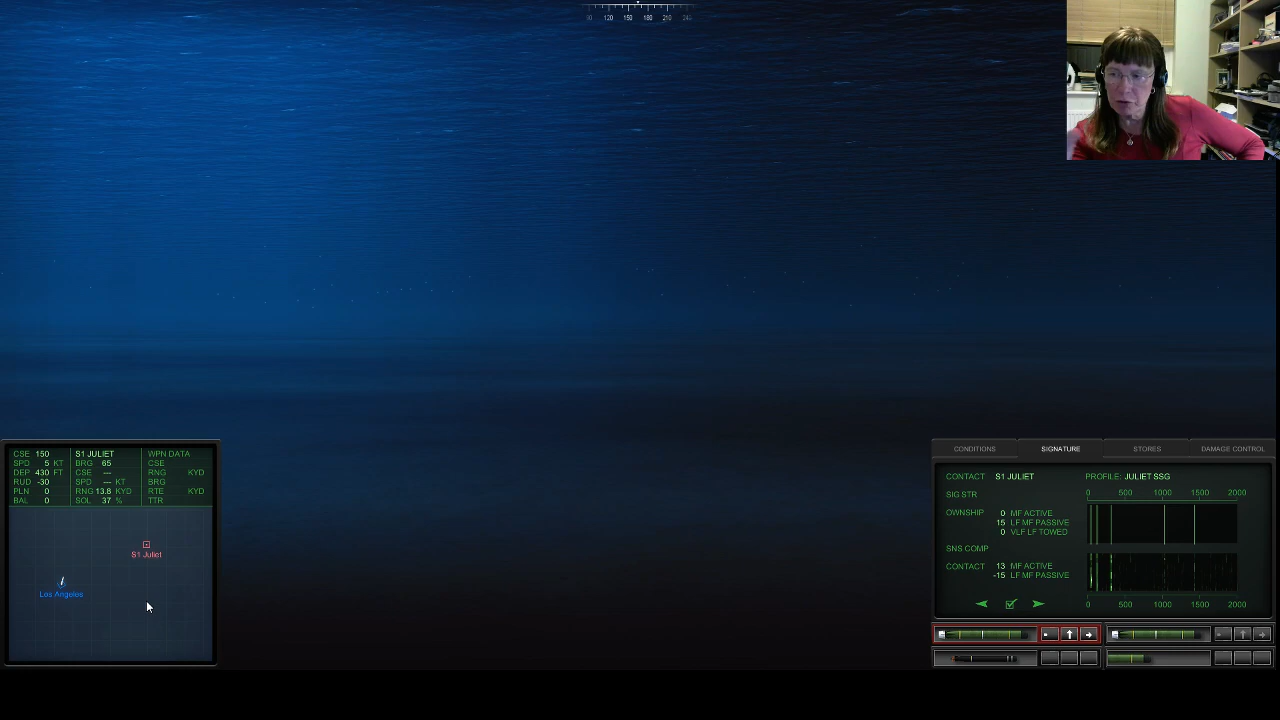 90 120 150 180 210 240
CSE 150
SPD 5 KT
DEP 430 FT
RUD -30
PLN 0
BAL 0
S1 JULIET
BRG 65
CSE ---
SPD --- KT
RNG 13.8 KYD
SOL 37 %
WPN DATA
CSE
RNG KYD
BRG
RTE KYD
TTR
S1 Juliet
Los Angeles
CONDITIONS SIGNATURE STORES DAMAGE CONTROL
CONTACT S1 JULIET
SIG STR
OWNSHIP 0 MF ACTIVE
15 LF MF PASSIVE
0 VLF LF TOWED
SNS COMP
CONTACT 13 MF ACTIVE
-15 LF MF PASSIVE
PROFILE: JULIET SSG
0 500 1000 1500 2000
0 500 1000 1500 2000